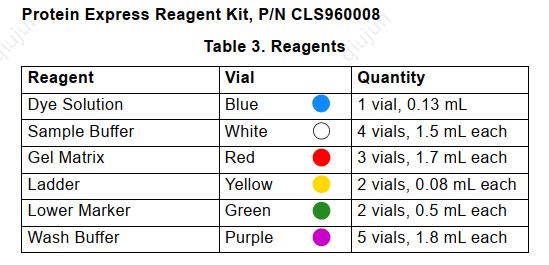 Protein Express Reagent Kit, P/N CLS960008
Table 3. Reagents
Reagent Vial Quantity
Dye Solution Blue 1 vial, 0.13 mL
Sample Buffer White 4 vials, 1.5 mL each
Gel Matrix Red 3 vials, 1.7 mL each
Ladder Yellow 2 vials, 0.08 mL each
Lower Marker Green 2 vials, 0.5 mL each
Wash Buffer Purple 5 vials, 1.8 mL each